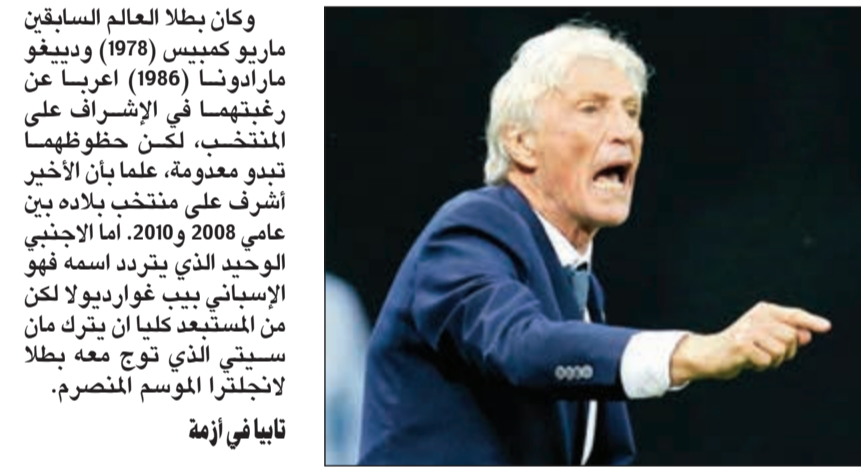 وكان بطلا العالم السابقين
ماريو كمبيس (1978) ودييغو
مارادونا (1986) اعربا عن
رغبتهما في الإشراف على
المنتخب، لكن حظوظهما
تبدو معدومة، علما بأن الأخير
أشرف على منتخب بلاده بين
عامي 2008 و2010. اما الاجنبي
الوحيد الذي يتردد اسمه فهو
الإسباني بيب غوارديولا لكن
من المستبعد كليا ان يترك مان
سيتي الذي توج معه بطلا
لانجلترا الموسم المنصرم.
تابيا في أزمة